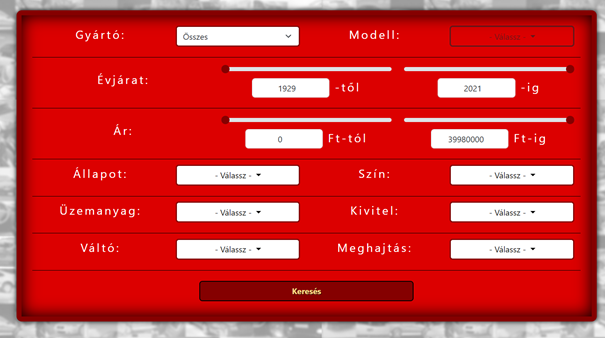 Gyártó: Összes Modell: - Válassz -
Évjárat: 1929 -tól 2021 -ig
Ár: 0 Ft-tól 39980000 Ft-ig
Állapot: - Válassz - Szín: - Válassz -
Üzemanyag: - Válassz - Kivitel: - Válassz -
Váltó: - Válassz - Meghajtás: - Válassz -
Keresés